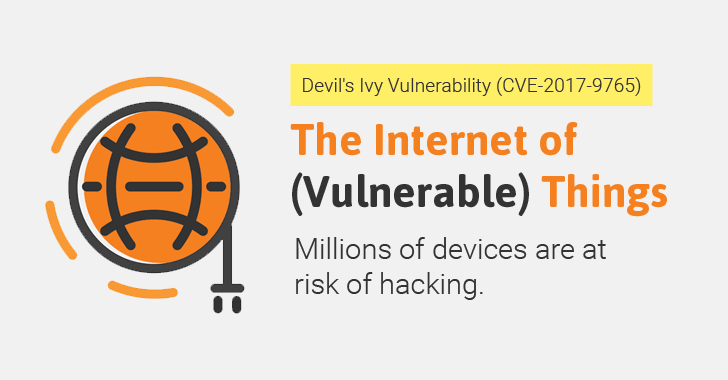 Devil's Ivy Vulnerability (CVE-2017-9765)
The Internet of
(Vulnerable) Things
Millions of devices are at
risk of hacking.